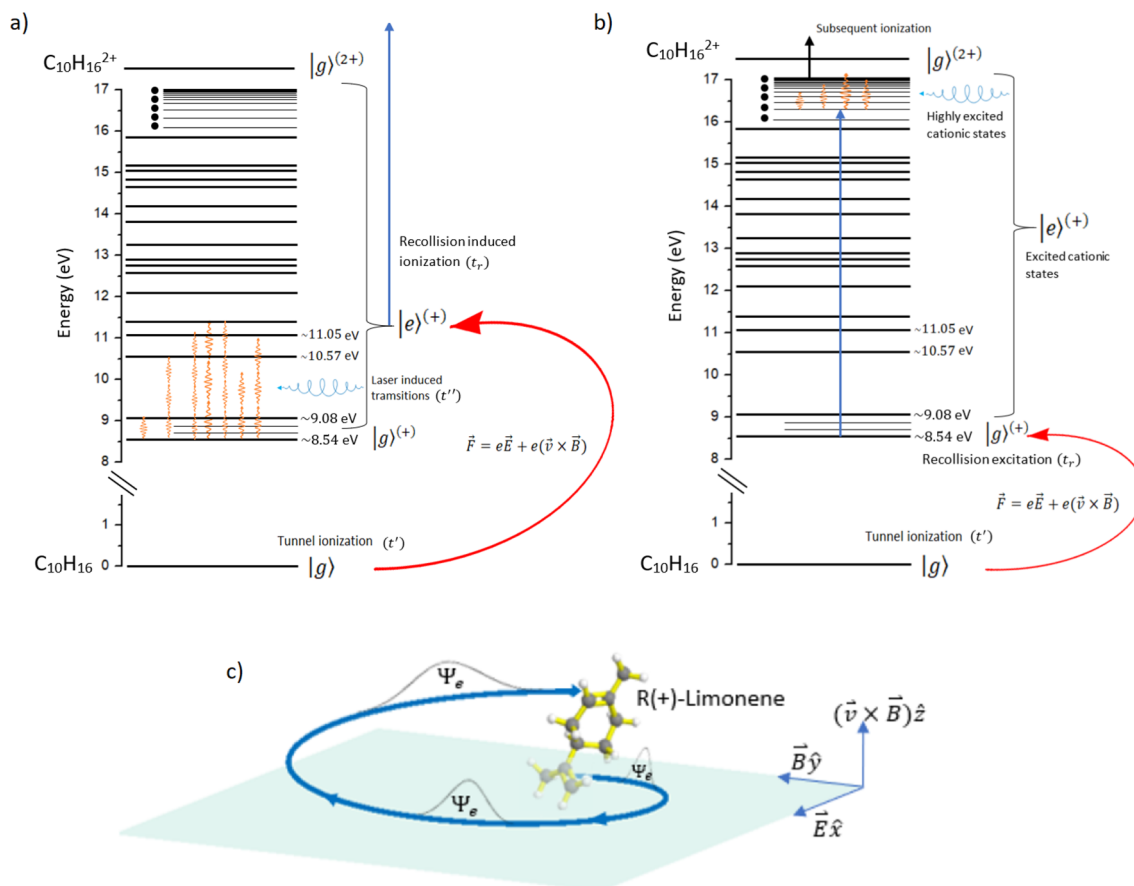 a)
C₁₀H₁₆²⁺
|g⟩⁽²⁺⁾
17
16
15
14
13
12
11
10
9
8
1
0
Energy (eV)
Recollision induced
ionization (tᵣ)
|e⟩⁽⁺⁾
~11.05 eV
~10.57 eV
Laser induced
transitions (t′′)
~9.08 eV
|g⟩⁽⁺⁾
~8.54 eV
F⃗ = eE⃗ + e(v⃗ × B⃗)
Tunnel ionization (t′)
C₁₀H₁₆
|g⟩
b)
Subsequent ionization
C₁₀H₁₆²⁺
|g⟩⁽²⁺⁾
17
16
15
14
13
12
11
10
9
8
1
0
Energy (eV)
Highly excited
cationic states
|e⟩⁽⁺⁾
Excited cationic
states
~11.05 eV
~10.57 eV
~9.08 eV
|g⟩⁽⁺⁾
~8.54 eV
Recollision excitation (tᵣ)
F⃗ = eE⃗ + e(v⃗ × B⃗)
Tunnel ionization (t′)
C₁₀H₁₆
|g⟩
c)
Ψₑ
R(+)-Limonene
(v⃗ × B⃗)ẑ
Ψₑ
B⃗ŷ
Ψₑ
E⃗x̂